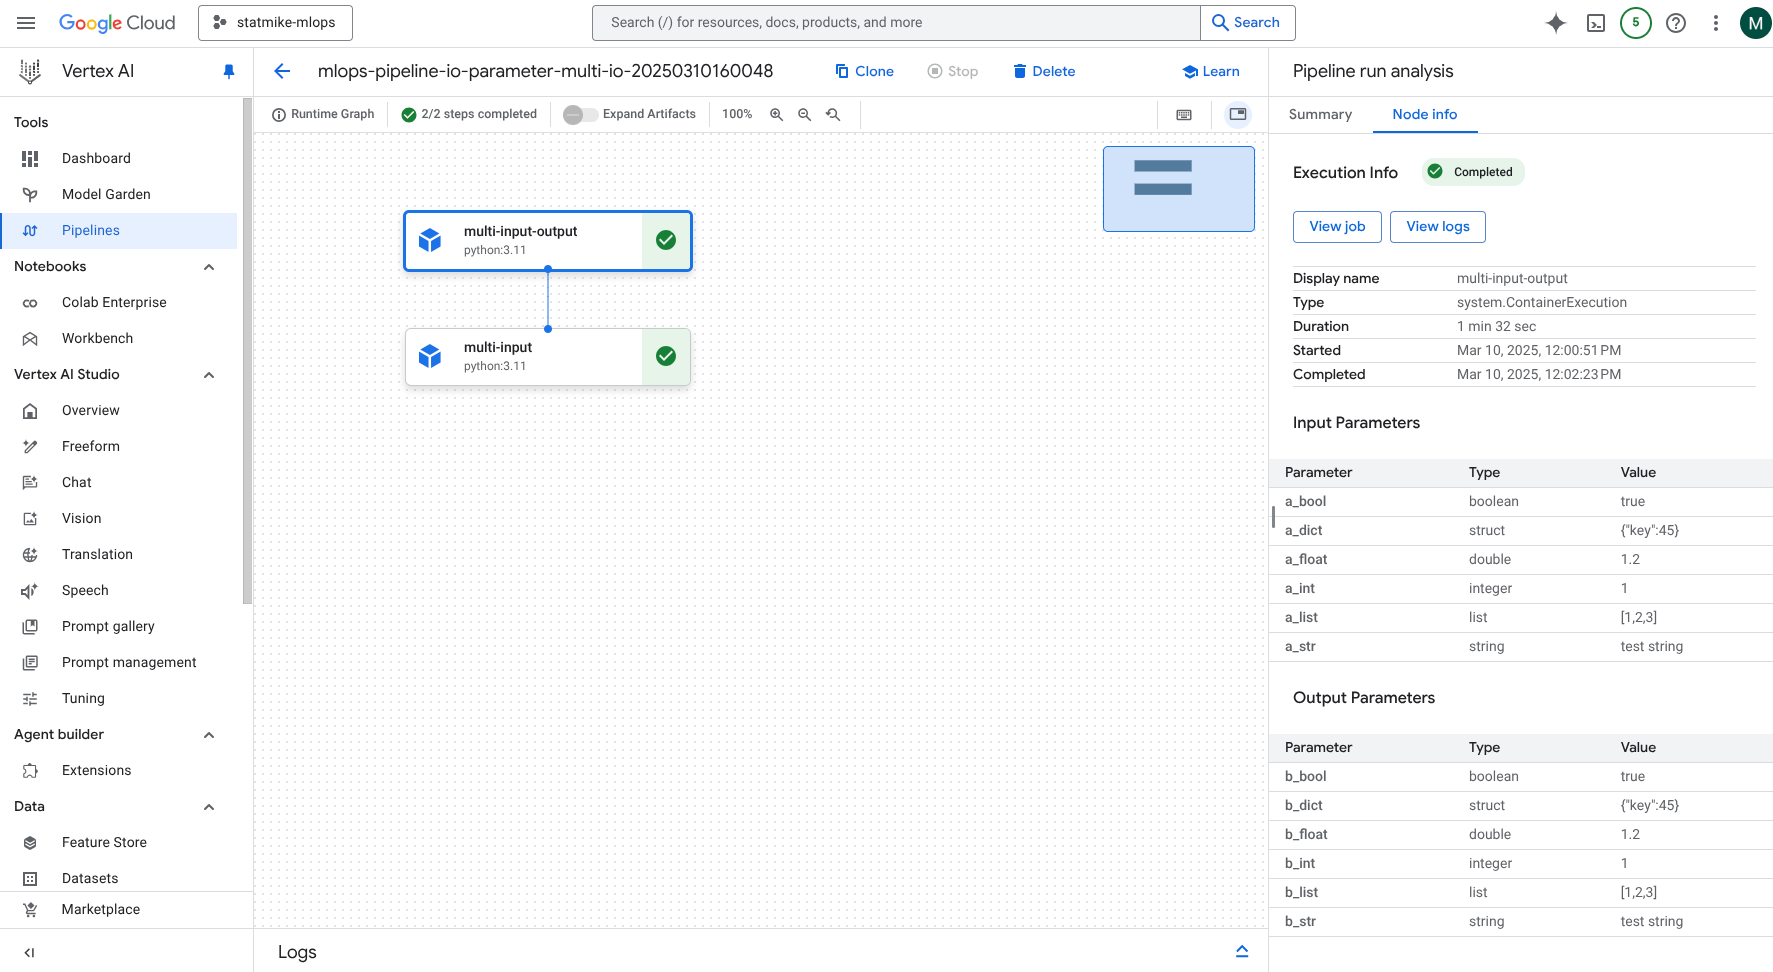 Google Cloud
statmike-mlops
Search (/) for resources, docs, products, and more
Search
5
M
Vertex AI
Tools
Dashboard
Model Garden
Pipelines
Notebooks
Colab Enterprise
Workbench
Vertex AI Studio
Overview
Freeform
Chat
Vision
Translation
Speech
Prompt gallery
Prompt management
Tuning
Agent builder
Extensions
Data
Feature Store
Datasets
Marketplace
mlops-pipeline-io-parameter-multi-io-20250310160048
Clone
Stop
Delete
Learn
Runtime Graph
2/2 steps completed
Expand Artifacts
100%
multi-input-output
python:3.11
multi-input
python:3.11
Logs
Pipeline run analysis
Summary
Node info
Execution Info
Completed
View job
View logs
Display name multi-input-output
Type system.ContainerExecution
Duration 1 min 32 sec
Started Mar 10, 2025, 12:00:51 PM
Completed Mar 10, 2025, 12:02:23 PM
Input Parameters
Parameter Type Value
a_bool boolean true
a_dict struct {"key":45}
a_float double 1.2
a_int integer 1
a_list list [1,2,3]
a_str string test string
Output Parameters
Parameter Type Value
b_bool boolean true
b_dict struct {"key":45}
b_float double 1.2
b_int integer 1
b_list list [1,2,3]
b_str string test string